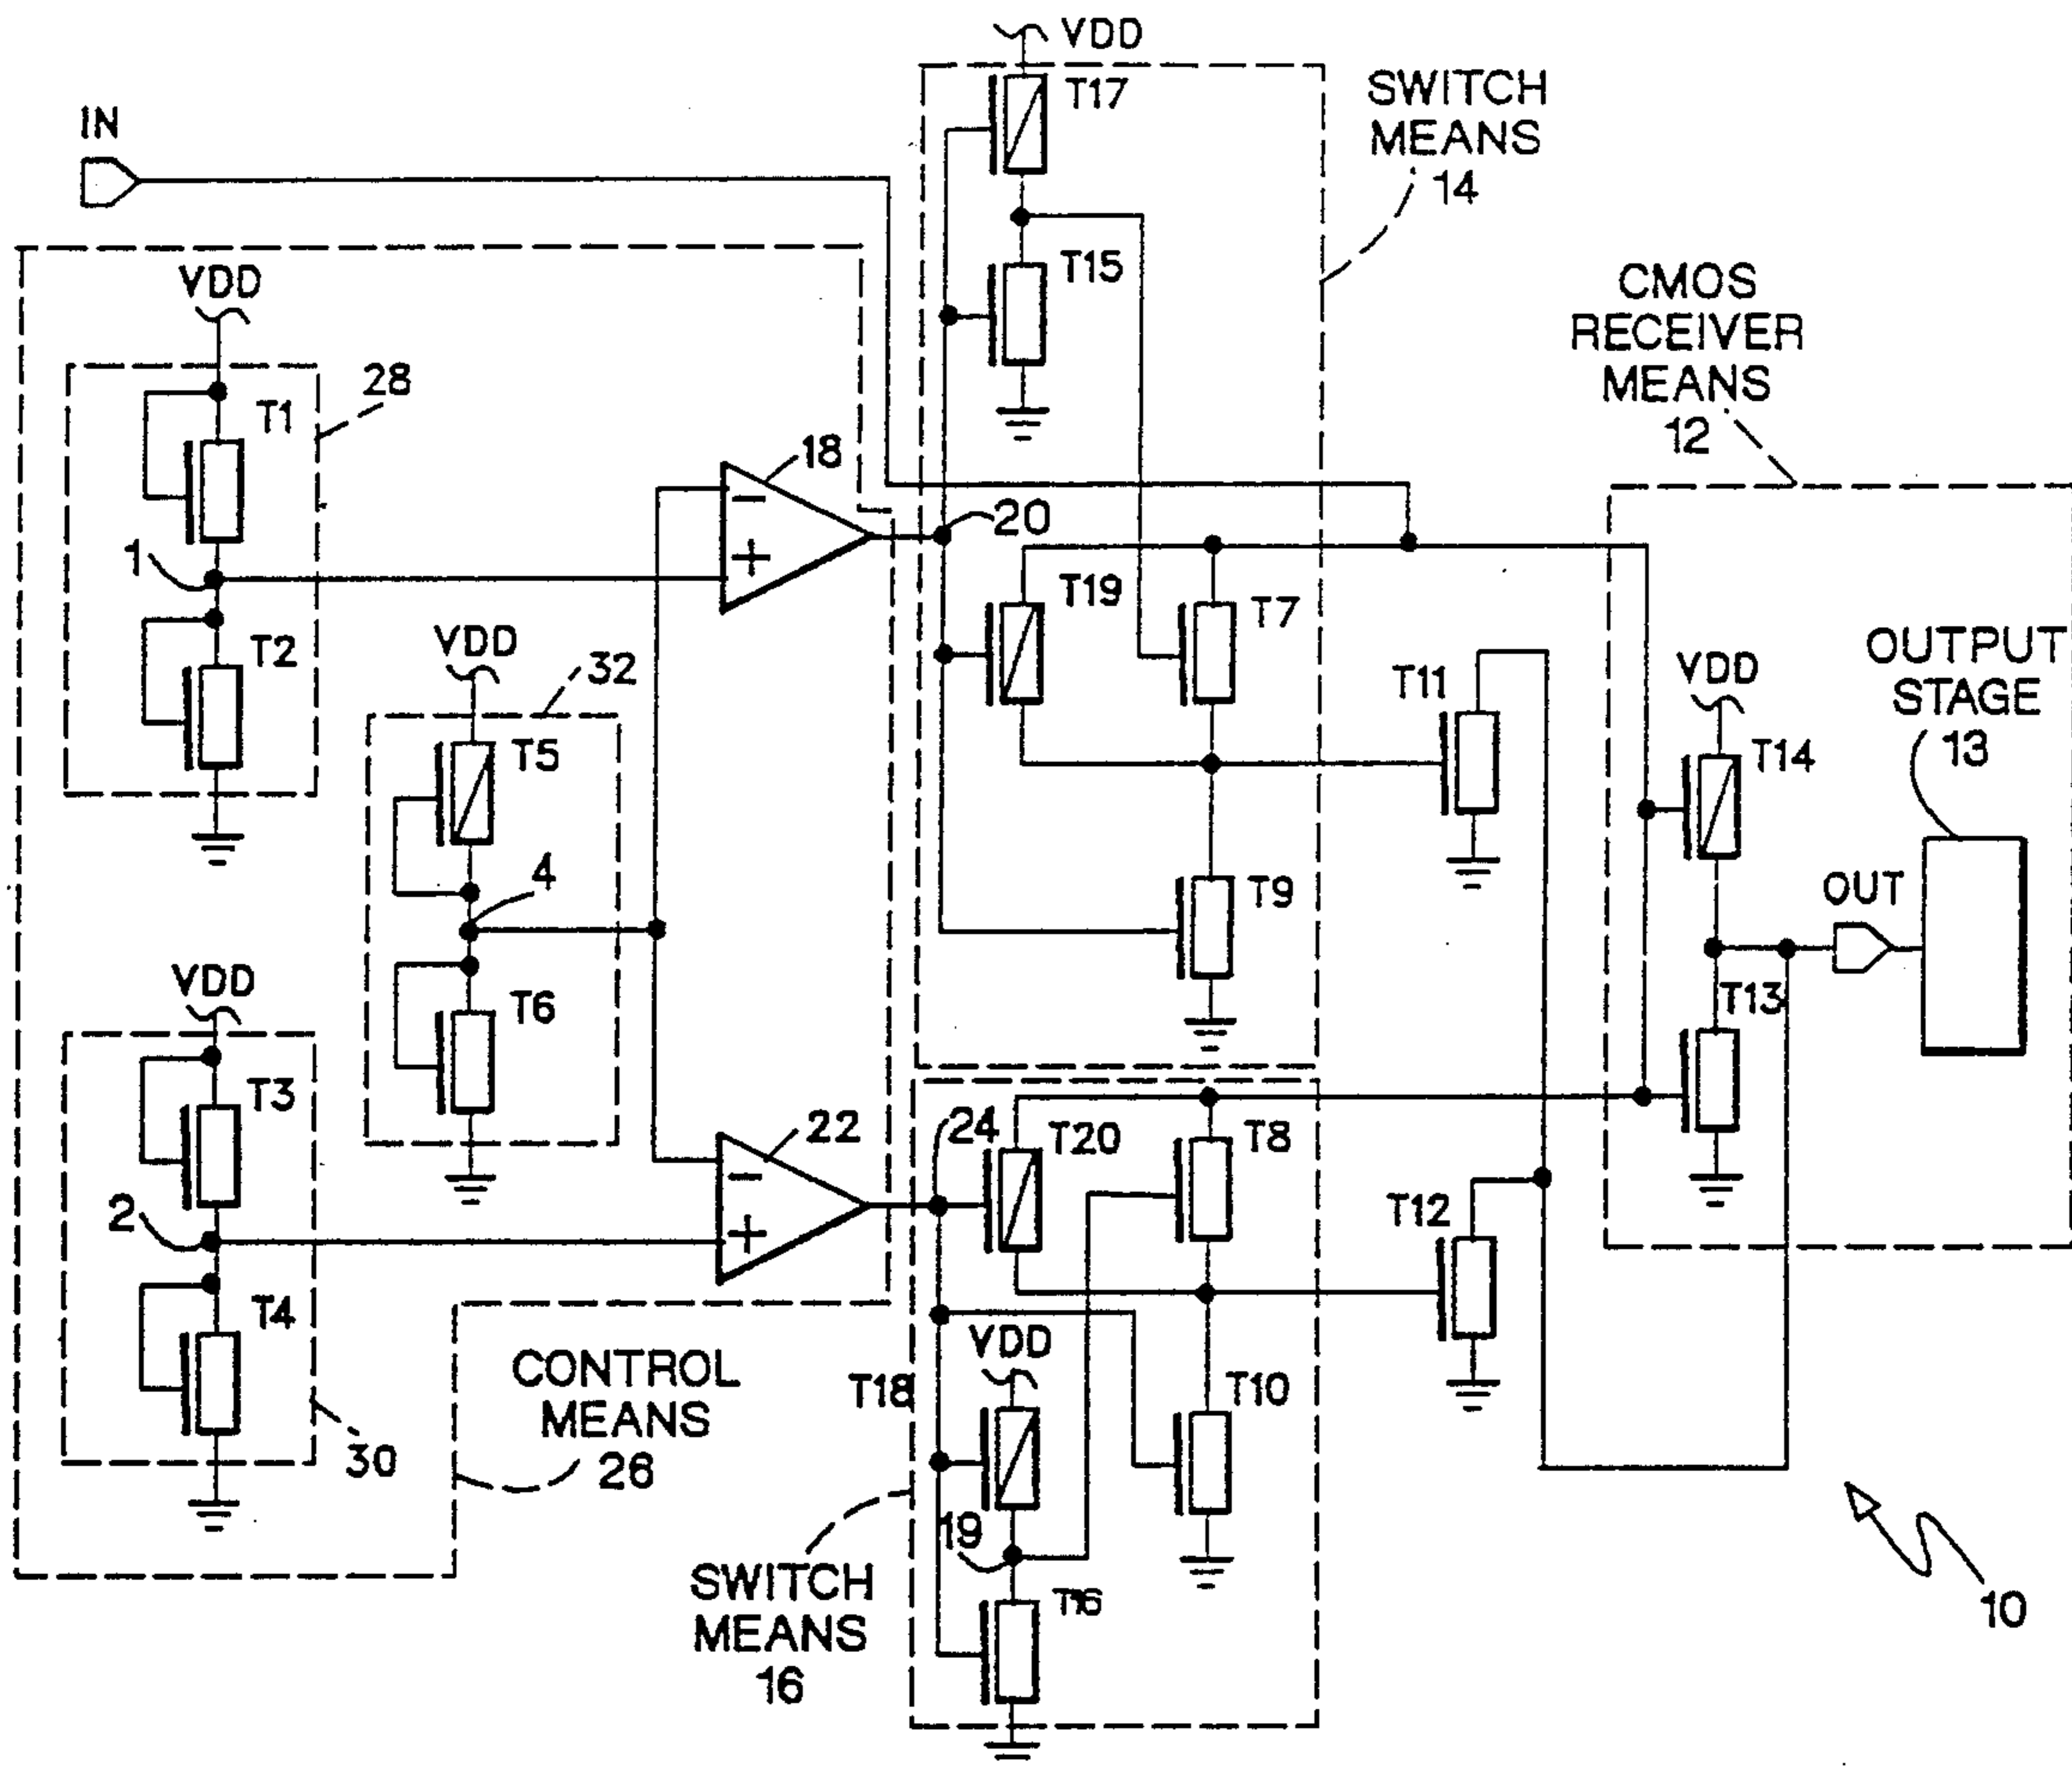 VDD
T17
SWITCH
MEANS
14
IN
T15
VDD
CMOS
RECEIVER
MEANS
12
28
T1
18
-
+
20
1
T19
T7
T2
VDD
32
T11
VDD
OUTPUT
STAGE
13
T5
T14
4
T9
OUT
VDD
T6
T13
T3
22
-
+
24
T20
T8
2
T12
T4
VDD
CONTROL
MEANS
26
T18
T10
30
19
SWITCH
MEANS
16
T16
10